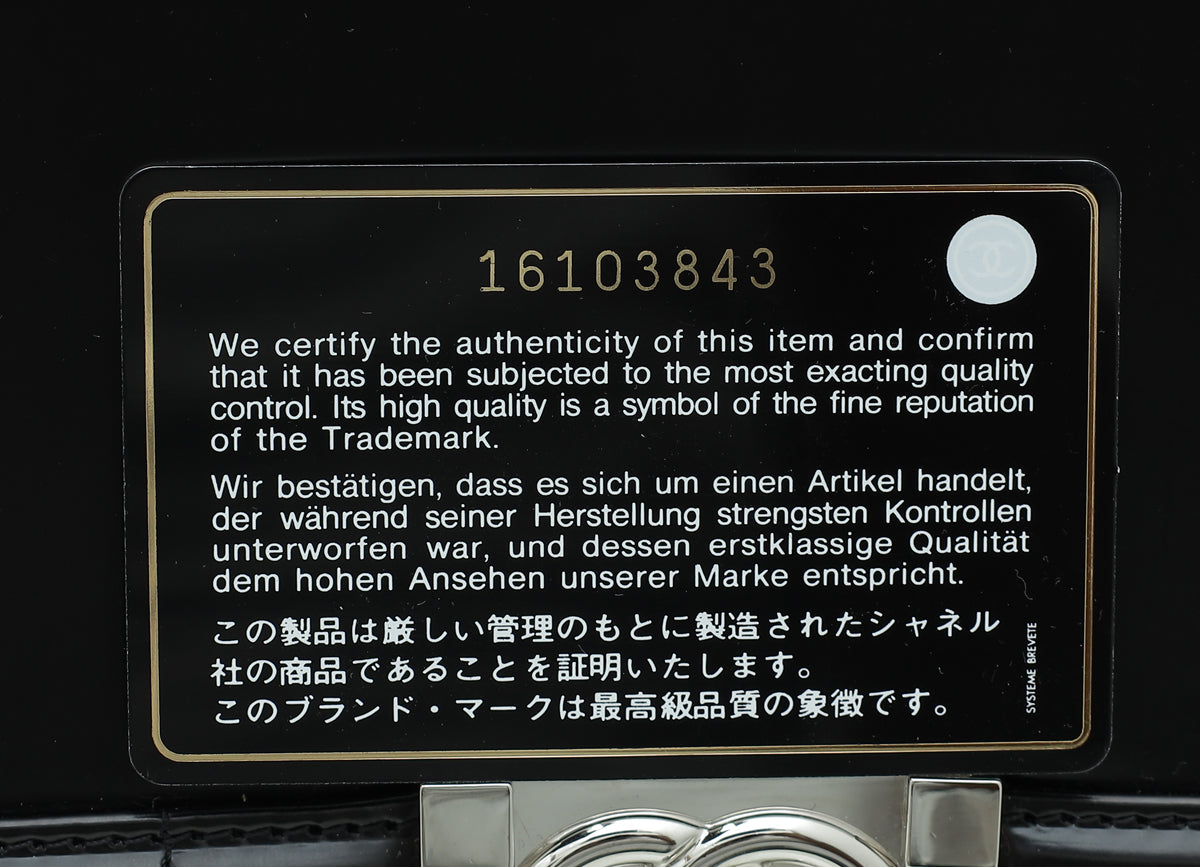 16103843
We certify the authenticity of this item and confirm
that it has been subjected to the most exacting quality
control. Its high quality is a symbol of the fine reputation
of the Trademark.
Wir bestätigen, dass es sich um einen Artikel handelt,
der während seiner Herstellung strengsten Kontrollen
unterworfen war, und dessen erstklassige Qualität
dem hohen Ansehen unserer Marke entspricht.
この製品は厳しい管理のもとに製造されたシャネル
社の商品であることを証明いたします。
このブランド・マークは最高級品質の象徴です。
SYSTEME BREVETE